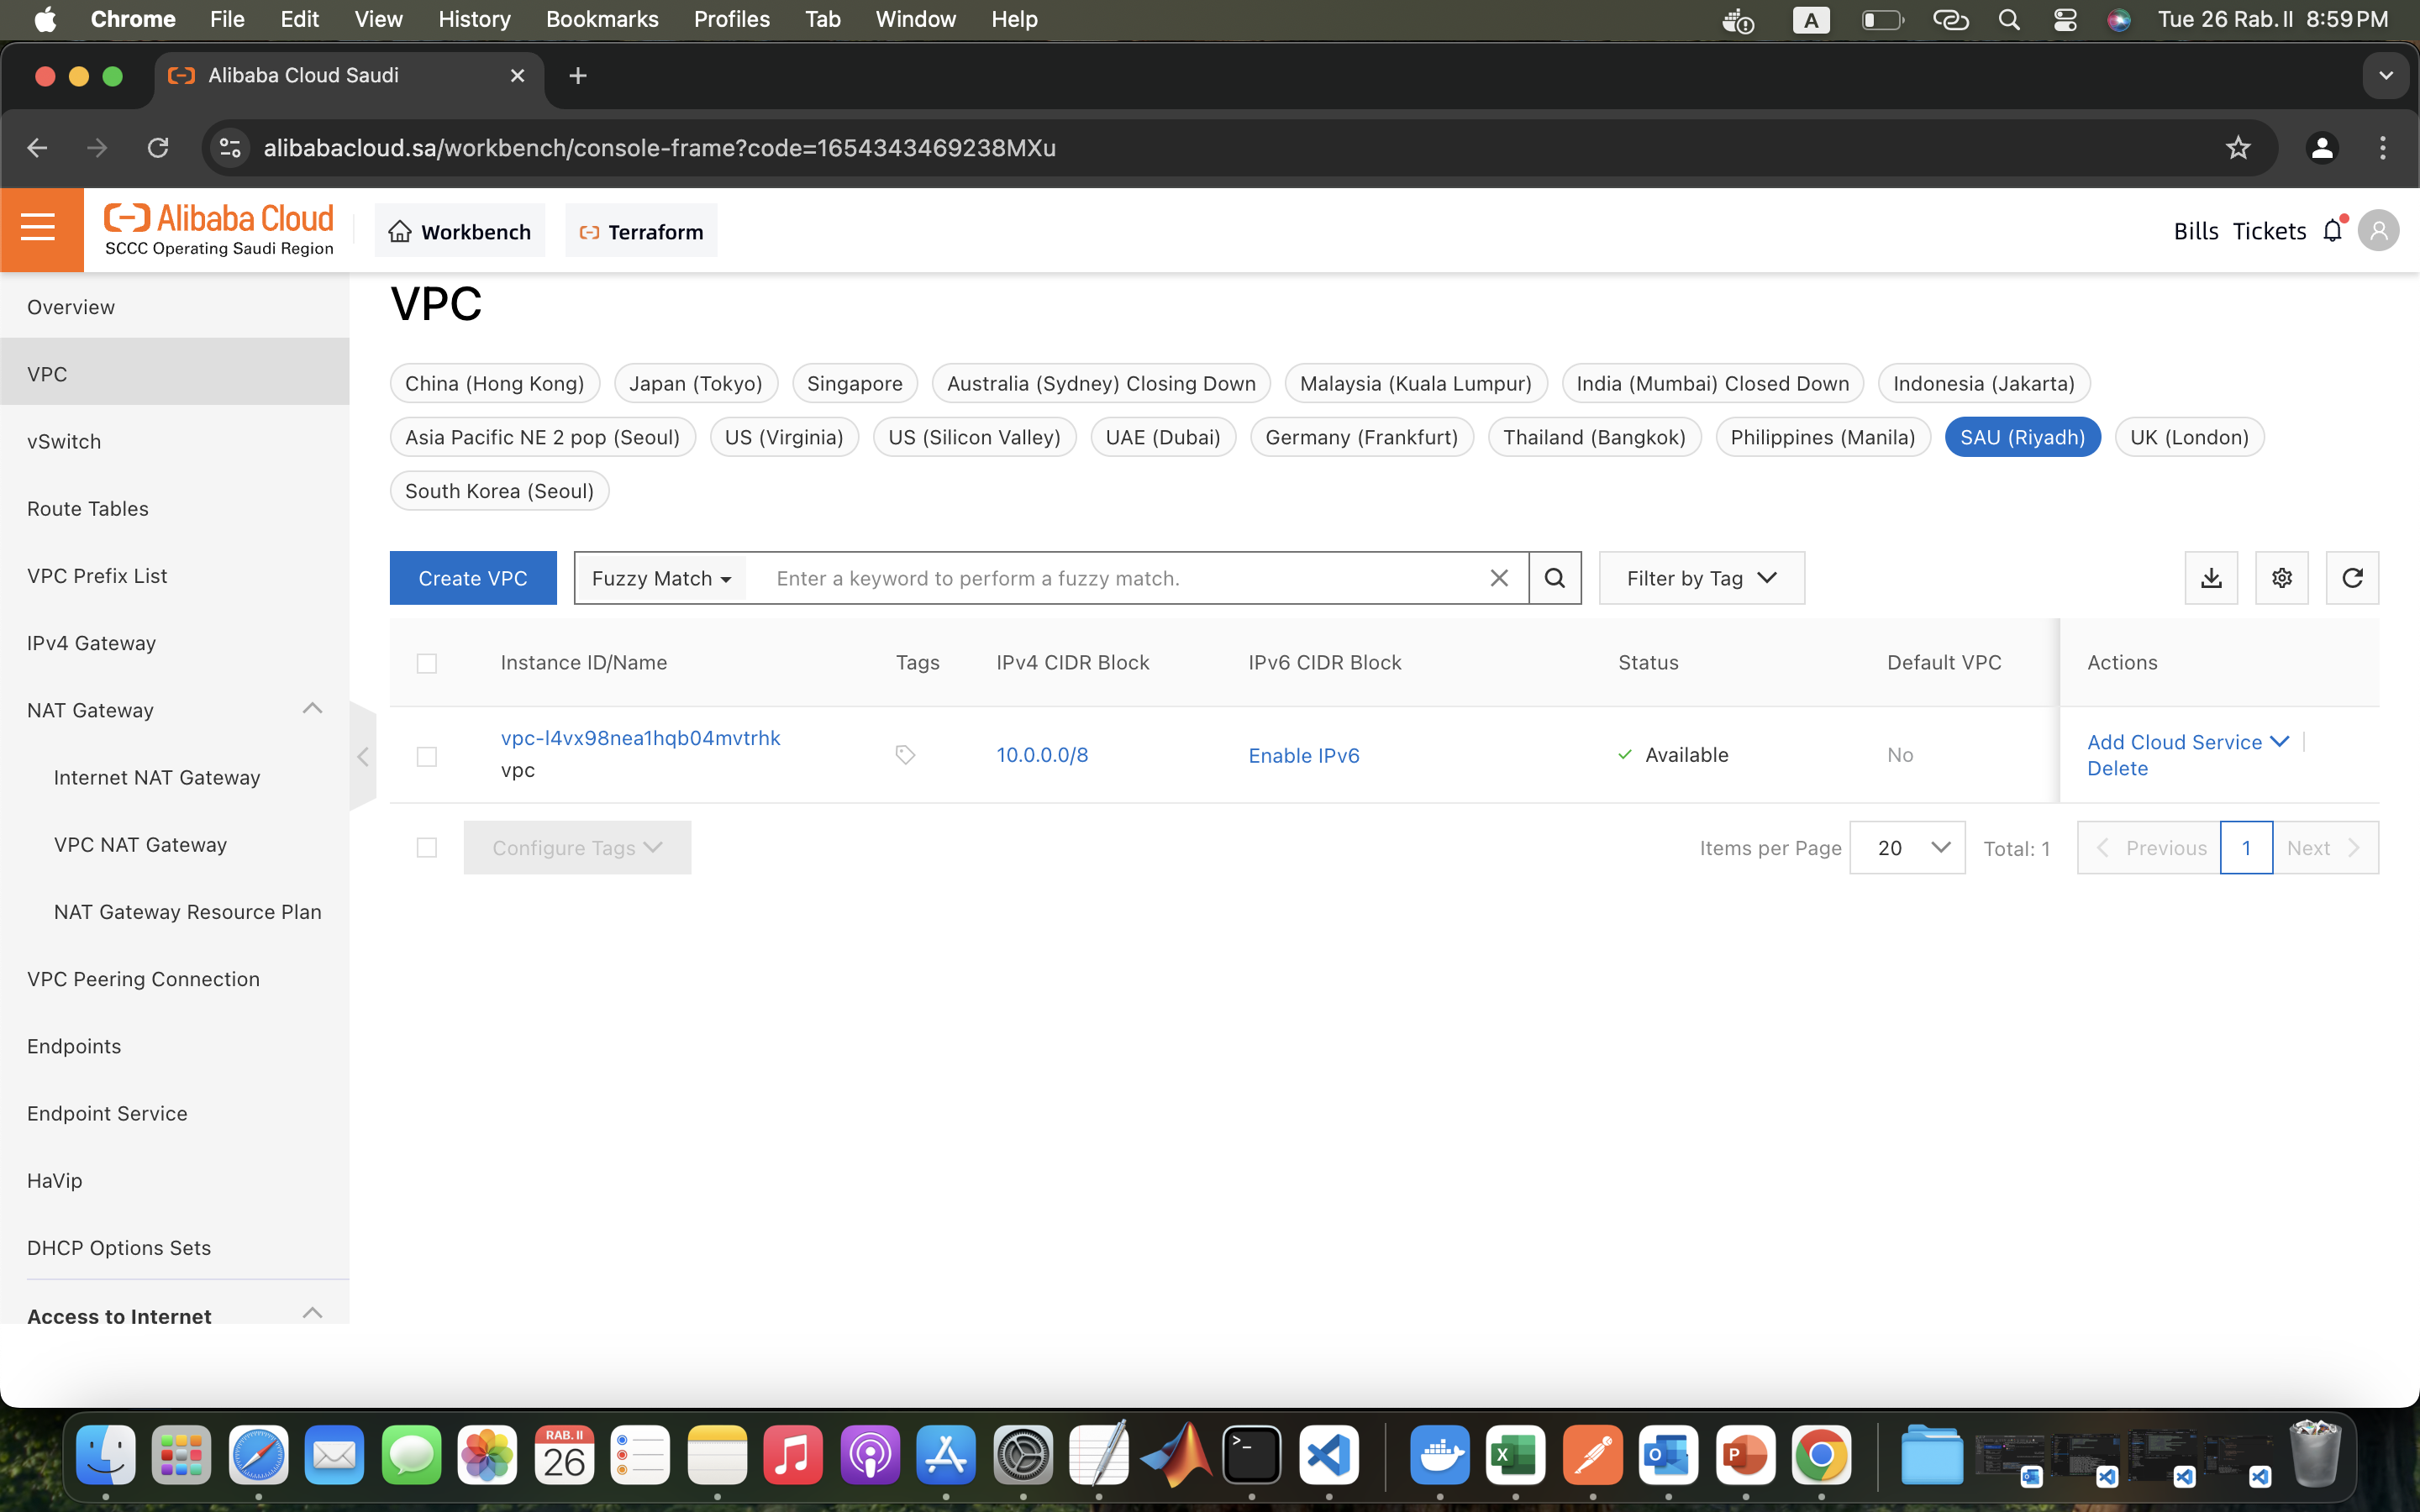 Chrome File Edit View History Bookmarks Profiles Tab Window Help A Tue 26 Rab. II 8:59 PM
Alibaba Cloud Saudi
alibabacloud.sa/workbench/console-frame?code=1654343469238MXu
Alibaba Cloud
SCCC Operating Saudi Region
Workbench Terraform Bills Tickets
Overview
VPC
vSwitch
Route Tables
VPC Prefix List
IPv4 Gateway
NAT Gateway
Internet NAT Gateway
VPC NAT Gateway
NAT Gateway Resource Plan
VPC Peering Connection
Endpoints
Endpoint Service
HaVip
DHCP Options Sets
Access to Internet
VPC
China (Hong Kong) Japan (Tokyo) Singapore Australia (Sydney) Closing Down Malaysia (Kuala Lumpur) India (Mumbai) Closed Down Indonesia (Jakarta)
Asia Pacific NE 2 pop (Seoul) US (Virginia) US (Silicon Valley) UAE (Dubai) Germany (Frankfurt) Thailand (Bangkok) Philippines (Manila) SAU (Riyadh) UK (London)
South Korea (Seoul)
Create VPC Fuzzy Match Enter a keyword to perform a fuzzy match. Filter by Tag
Instance ID/Name Tags IPv4 CIDR Block IPv6 CIDR Block Status Default VPC Actions
vpc-l4vx98nea1hqb04mvtrhk
vpc
10.0.0.0/8 Enable IPv6 Available No
Add Cloud Service
Delete
Configure Tags Items per Page 20 Total: 1 Previous 1 Next
RAB. II
26